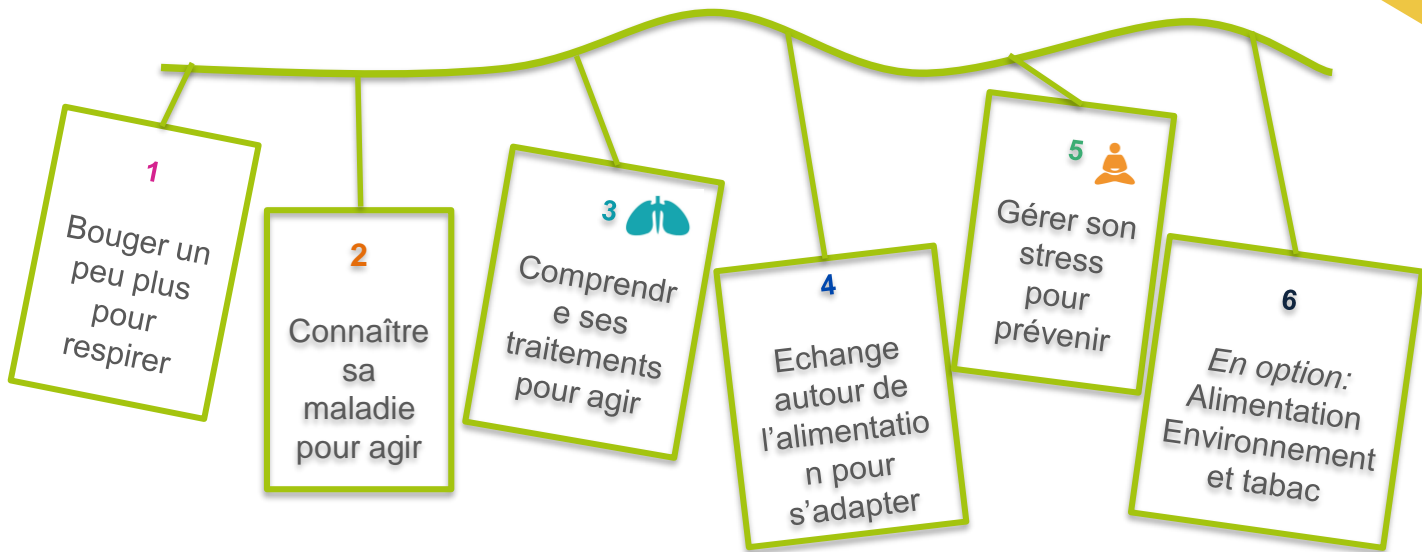 1
Bouger un
peu plus
pour
respirer
2
Connaître
sa
maladie
pour agir
3
Comprendr
e ses
traitements
pour agir
4
Echange
autour de
l’alimentatio
n pour
s’adapter
5
Gérer son
stress
pour
prévenir
6
En option:
Alimentation
Environnement
et tabac